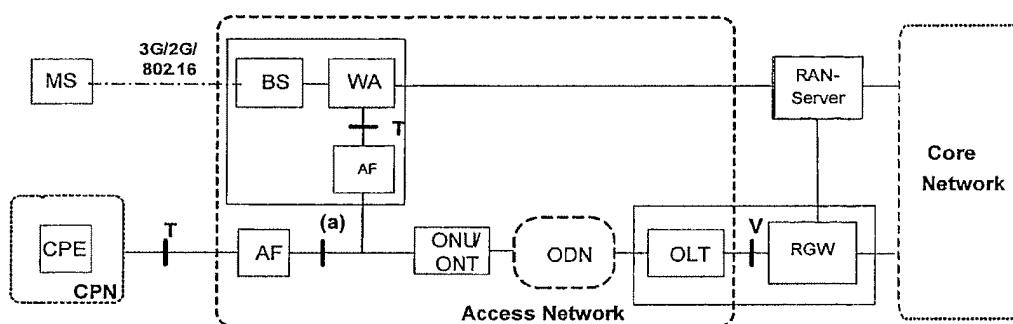 3G/2G/
802.16
MS
BS
WA
RAN-
Server
T
AF
Core
Network
(a)
T
V
CPE
AF
ONU/
ONT
ODN
OLT
RGW
CPN
Access Network